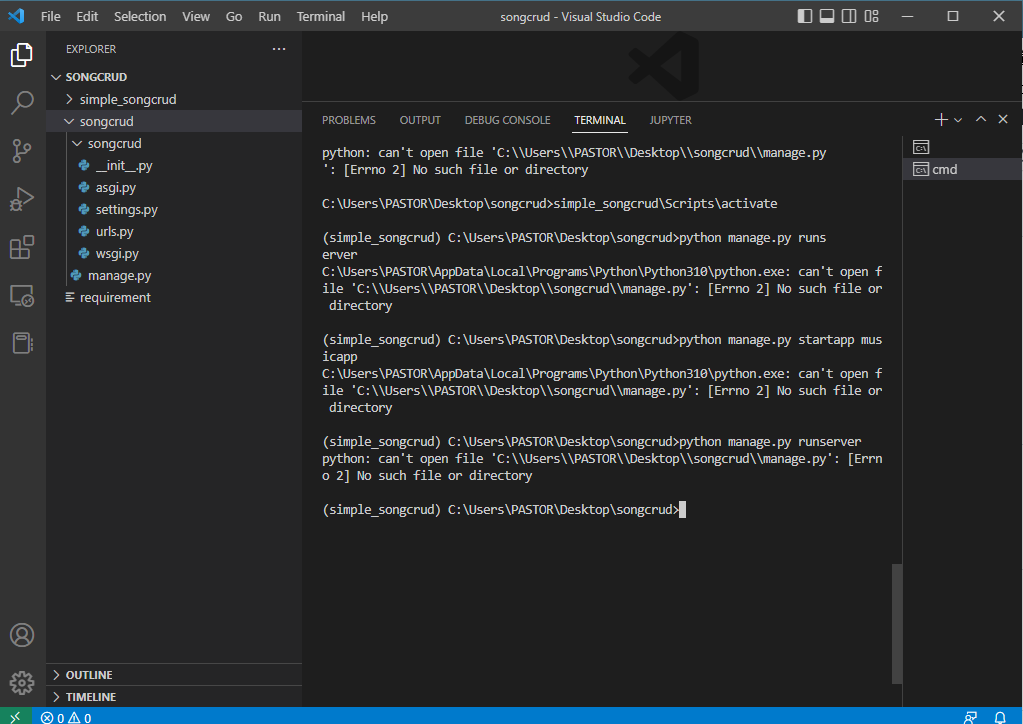 File Edit Selection View Go Run Terminal Help songcrud - Visual Studio Code
EXPLORER
SONGCRUD
simple_songcrud
songcrud
songcrud
__init__.py
asgi.py
settings.py
urls.py
wsgi.py
manage.py
requirement
OUTLINE
TIMELINE
PROBLEMS OUTPUT DEBUG CONSOLE TERMINAL JUPYTER
python: can't open file 'C:\\Users\\PASTOR\\Desktop\\songcrud\\manage.py
': [Errno 2] No such file or directory
C:\Users\PASTOR\Desktop\songcrud>simple_songcrud\Scripts\activate
(simple_songcrud) C:\Users\PASTOR\Desktop\songcrud>python manage.py runs
erver
C:\Users\PASTOR\AppData\Local\Programs\Python\Python310\python.exe: can't open f
ile 'C:\\Users\\PASTOR\\Desktop\\songcrud\\manage.py': [Errno 2] No such file or
directory
(simple_songcrud) C:\Users\PASTOR\Desktop\songcrud>python manage.py startapp mus
icapp
C:\Users\PASTOR\AppData\Local\Programs\Python\Python310\python.exe: can't open f
ile 'C:\\Users\\PASTOR\\Desktop\\songcrud\\manage.py': [Errno 2] No such file or
directory
(simple_songcrud) C:\Users\PASTOR\Desktop\songcrud>python manage.py runserver
python: can't open file 'C:\\Users\\PASTOR\\Desktop\\songcrud\\manage.py': [Errn
o 2] No such file or directory
(simple_songcrud) C:\Users\PASTOR\Desktop\songcrud>
cmd
0 0